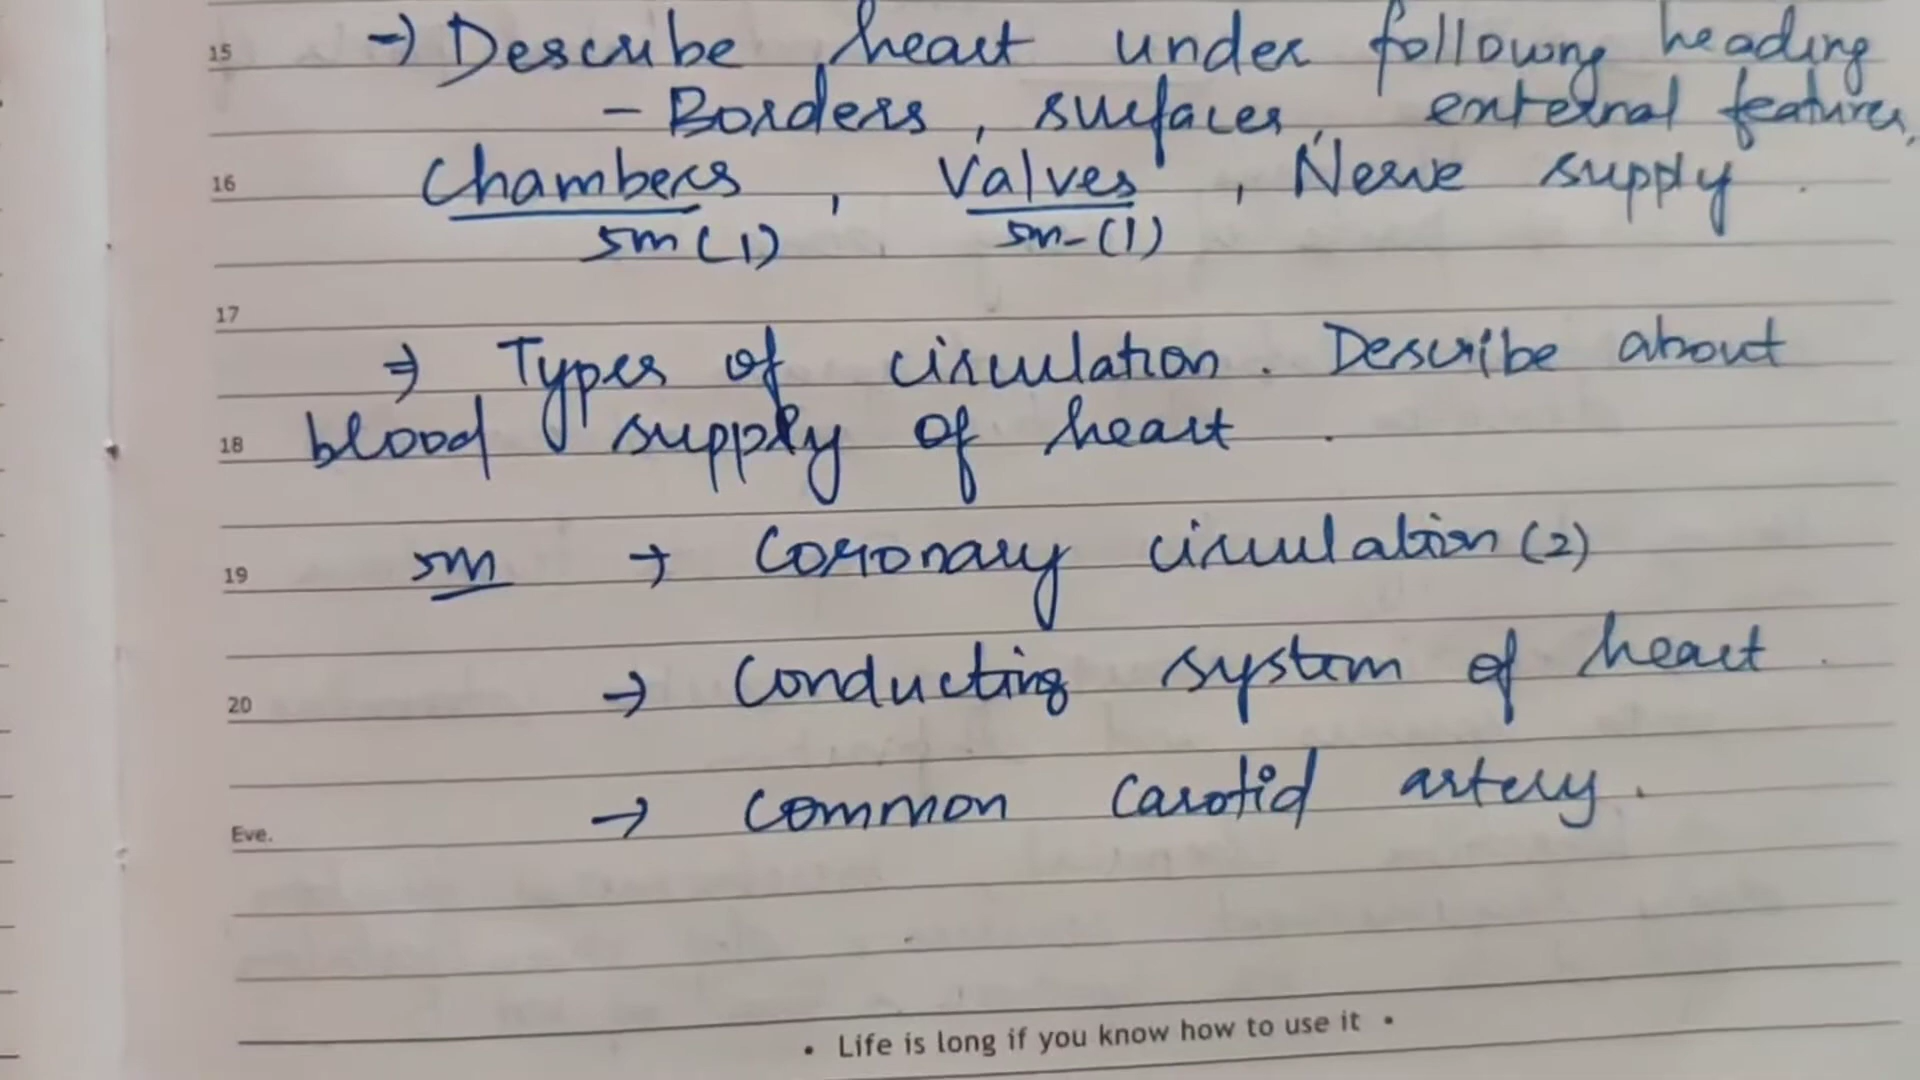 15 → Describe heart under following heading
- Borders, surfaces, external features,
16 Chambers, Valves, Nerve supply.
5m (1) 5m-(1)
17
→ Types of circulation. Describe about
18 blood supply of heart.
19 5m → Coronary circulation (2)
20 → Conducting system of heart.
Eve. → Common Carotid artery.
• Life is long if you know how to use it •